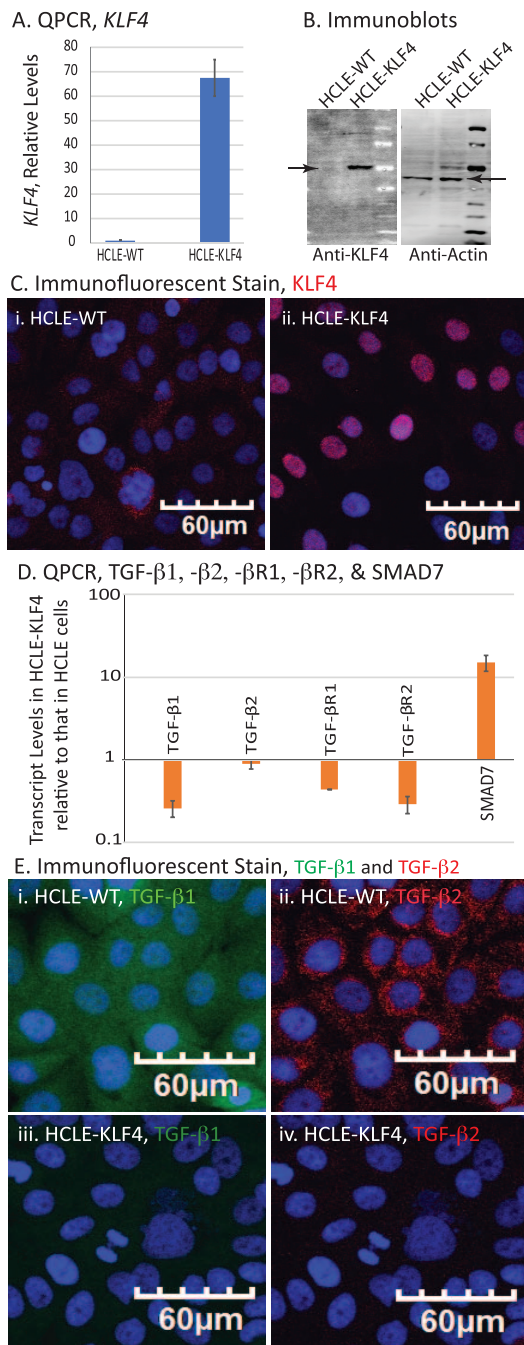 A. QPCR, KLF4
KLF4, Relative Levels
80
70
60
50
40
30
20
10
0
HCLE-WT
HCLE-KLF4
B. Immunoblots
HCLE-WT
HCLE-KLF4
HCLE-WT
HCLE-KLF4
Anti-KLF4
Anti-Actin
C. Immunofluorescent Stain, KLF4
i. HCLE-WT
60µm
ii. HCLE-KLF4
60µm
D. QPCR, TGF-β1, -β2, -βR1, -βR2, & SMAD7
Transcript Levels in HCLE-KLF4
relative to that in HCLE cells
100
10
1
0.1
TGF-β1
TGF-β2
TGF-βR1
TGF-βR2
SMAD7
E. Immunofluorescent Stain, TGF-β1 and TGF-β2
i. HCLE-WT, TGF-β1
60µm
ii. HCLE-WT, TGF-β2
60µm
iii. HCLE-KLF4, TGF-β1
60µm
iv. HCLE-KLF4, TGF-β2
60µm